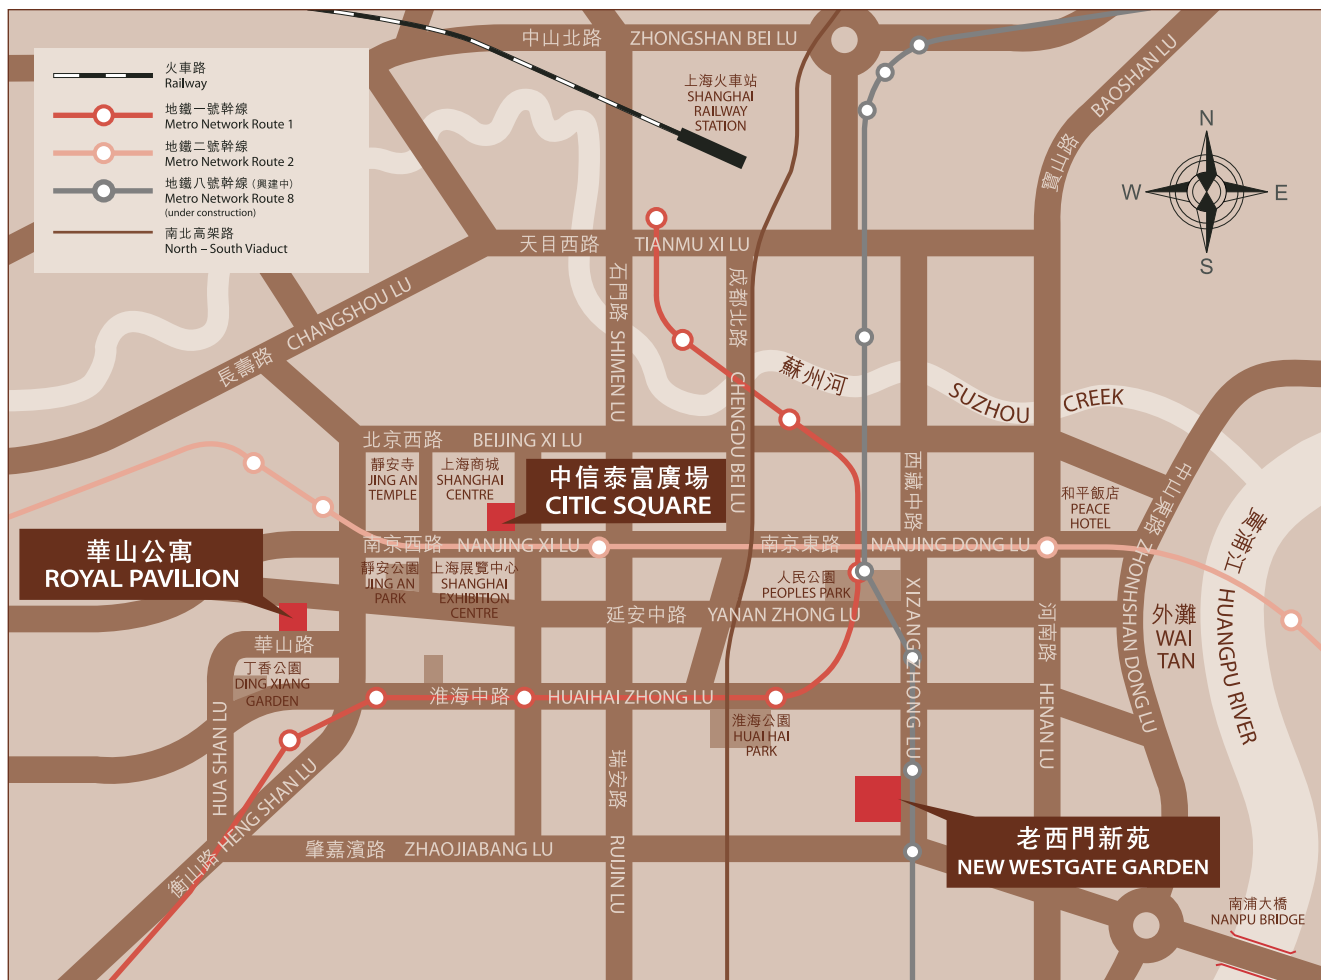 中山北路 ZHONGSHAN BEI LU
火車路
Railway
地鐵一號幹線
Metro Network Route 1
地鐵二號幹線
Metro Network Route 2
地鐵八號幹線 (興建中)
Metro Network Route 8
(under construction)
南北高架路
North – South Viaduct
上海火車站
SHANGHAI
RAILWAY
STATION
寶山路 BAOSHAN LU
N
W
E
S
天目西路 TIANMU XI LU
石門路 SHIMEN LU
成都北路 CHENGDU BEI LU
長壽路 CHANGSHOU LU
蘇州河
SUZHOU CREEK
北京西路 BEIJING XI LU
靜安寺
JING AN
TEMPLE
上海商城
SHANGHAI
CENTRE
中信泰富廣場
CITIC SQUARE
西藏中路 XIZANG ZHONG LU
和平飯店
PEACE
HOTEL
中山東路 ZHONHSHAN DONG LU
黃浦江 HUANGPU RIVER
華山公寓
ROYAL PAVILION
南京西路 NANJING XI LU
南京東路 NANJING DONG LU
靜安公園
JING AN
PARK
上海展覽中心
SHANGHAI
EXHIBITION
CENTRE
人民公園
PEOPLES PARK
延安中路 YANAN ZHONG LU
河南路 HENAN LU
外灘
WAI
TAN
華山路
HUA SHAN LU
丁香公園
DING XIANG
GARDEN
淮海中路 HUAIHAI ZHONG LU
淮海公園
HUAI HAI
PARK
瑞安路 RUIJIN LU
衡山路 HENG SHAN LU
肇嘉濱路 ZHAOJIABANG LU
老西門新苑
NEW WESTGATE GARDEN
南浦大橋
NANPU BRIDGE